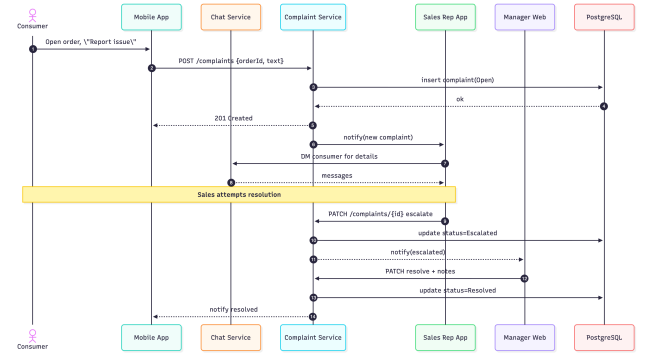 Consumer
Mobile App
Chat Service
Complaint Service
Sales Rep App
Manager Web
PostgreSQL
1
Open order, \"Report issue\"
2
POST /complaints {orderId, text}
3
insert complaint(Open)
4
ok
5
201 Created
6
notify(new complaint)
7
DM consumer for details
8
messages
Sales attempts resolution
9
PATCH /complaints/{id} escalate
10
update status=Escalated
11
notify(escalated)
12
PATCH resolve + notes
13
update status=Resolved
14
notify resolved
Consumer
Mobile App
Chat Service
Complaint Service
Sales Rep App
Manager Web
PostgreSQL